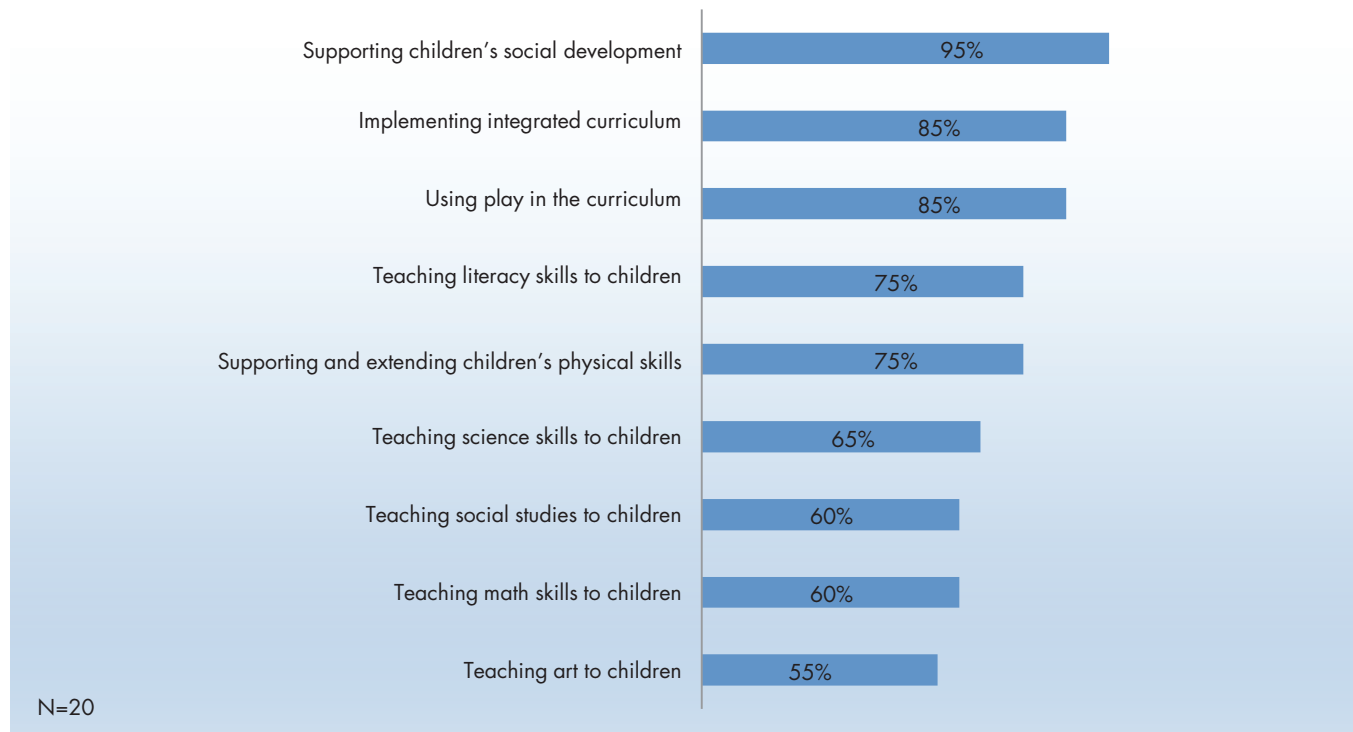 Supporting children’s social development 95%
Implementing integrated curriculum 85%
Using play in the curriculum 85%
Teaching literacy skills to children 75%
Supporting and extending children’s physical skills 75%
Teaching science skills to children 65%
Teaching social studies to children 60%
Teaching math skills to children 60%
Teaching art to children 55%
N=20